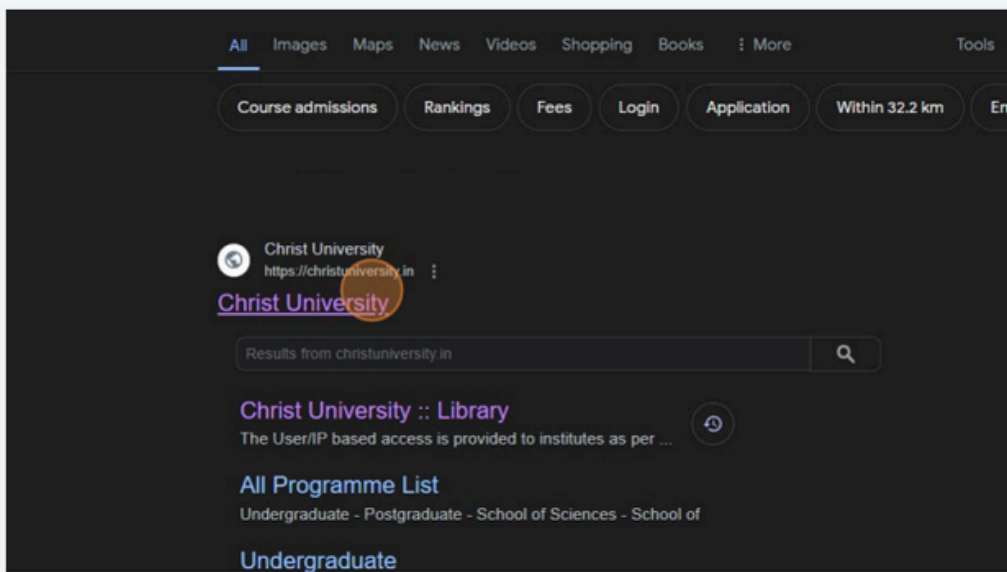 All Images Maps News Videos Shopping Books More Tools
Course admissions Rankings Fees Login Application Within 32.2 km En
Christ University
https://christuniversity.in
Christ University
Results from christuniversity.in
Christ University :: Library
The User/IP based access is provided to institutes as per ...
All Programme List
Undergraduate - Postgraduate - School of Sciences - School of
Undergraduate